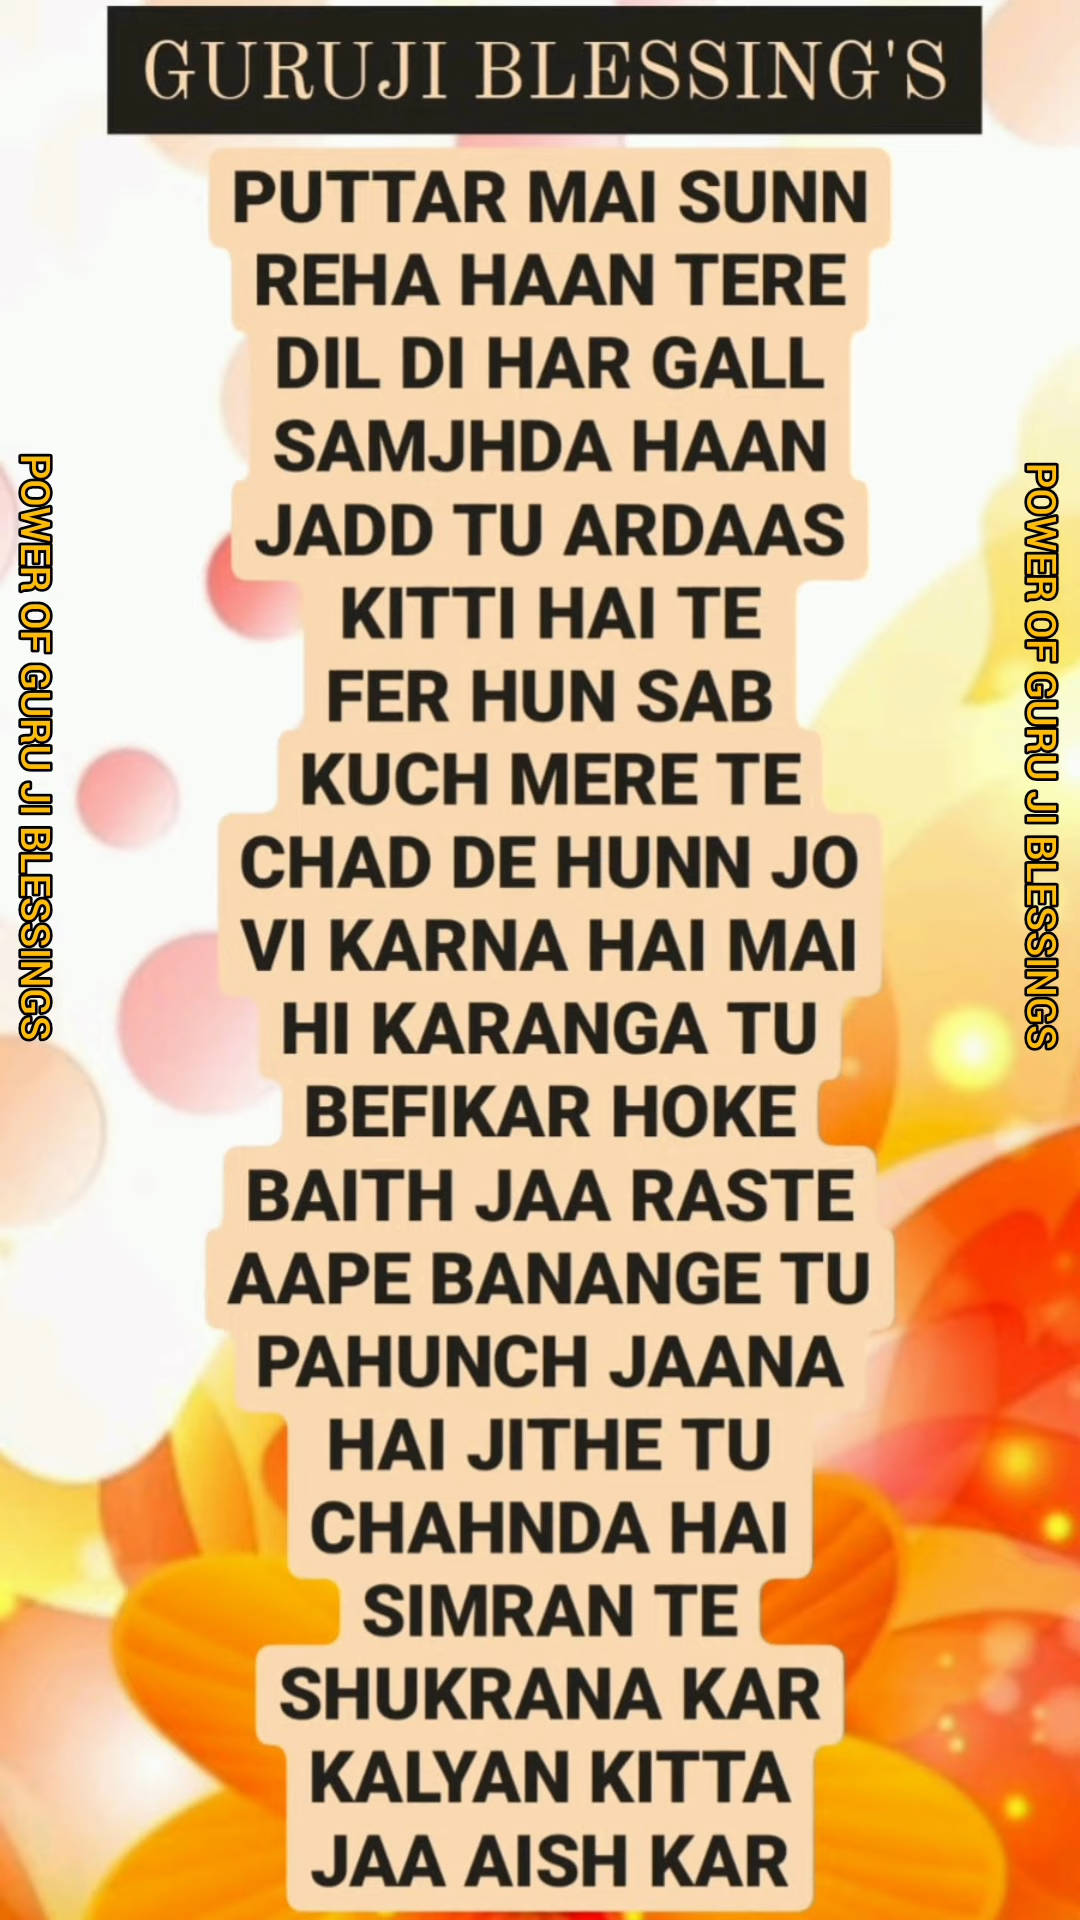 GURUJI BLESSING'S
PUTTAR MAI SUNN
REHA HAAN TERE
DIL DI HAR GALL
SAMJHDA HAAN
JADD TU ARDAAS
KITTI HAI TE
FER HUN SAB
KUCH MERE TE
CHAD DE HUNN JO
VI KARNA HAI MAI
HI KARANGA TU
BEFIKAR HOKE
BAITH JAA RASTE
AAPE BANANGE TU
PAHUNCH JAANA
HAI JITHE TU
CHAHNDA HAI
SIMRAN TE
SHUKRANA KAR
KALYAN KITTA
JAA AISH KAR
POWER OF GURU JI BLESSINGS
POWER OF GURU JI BLESSINGS